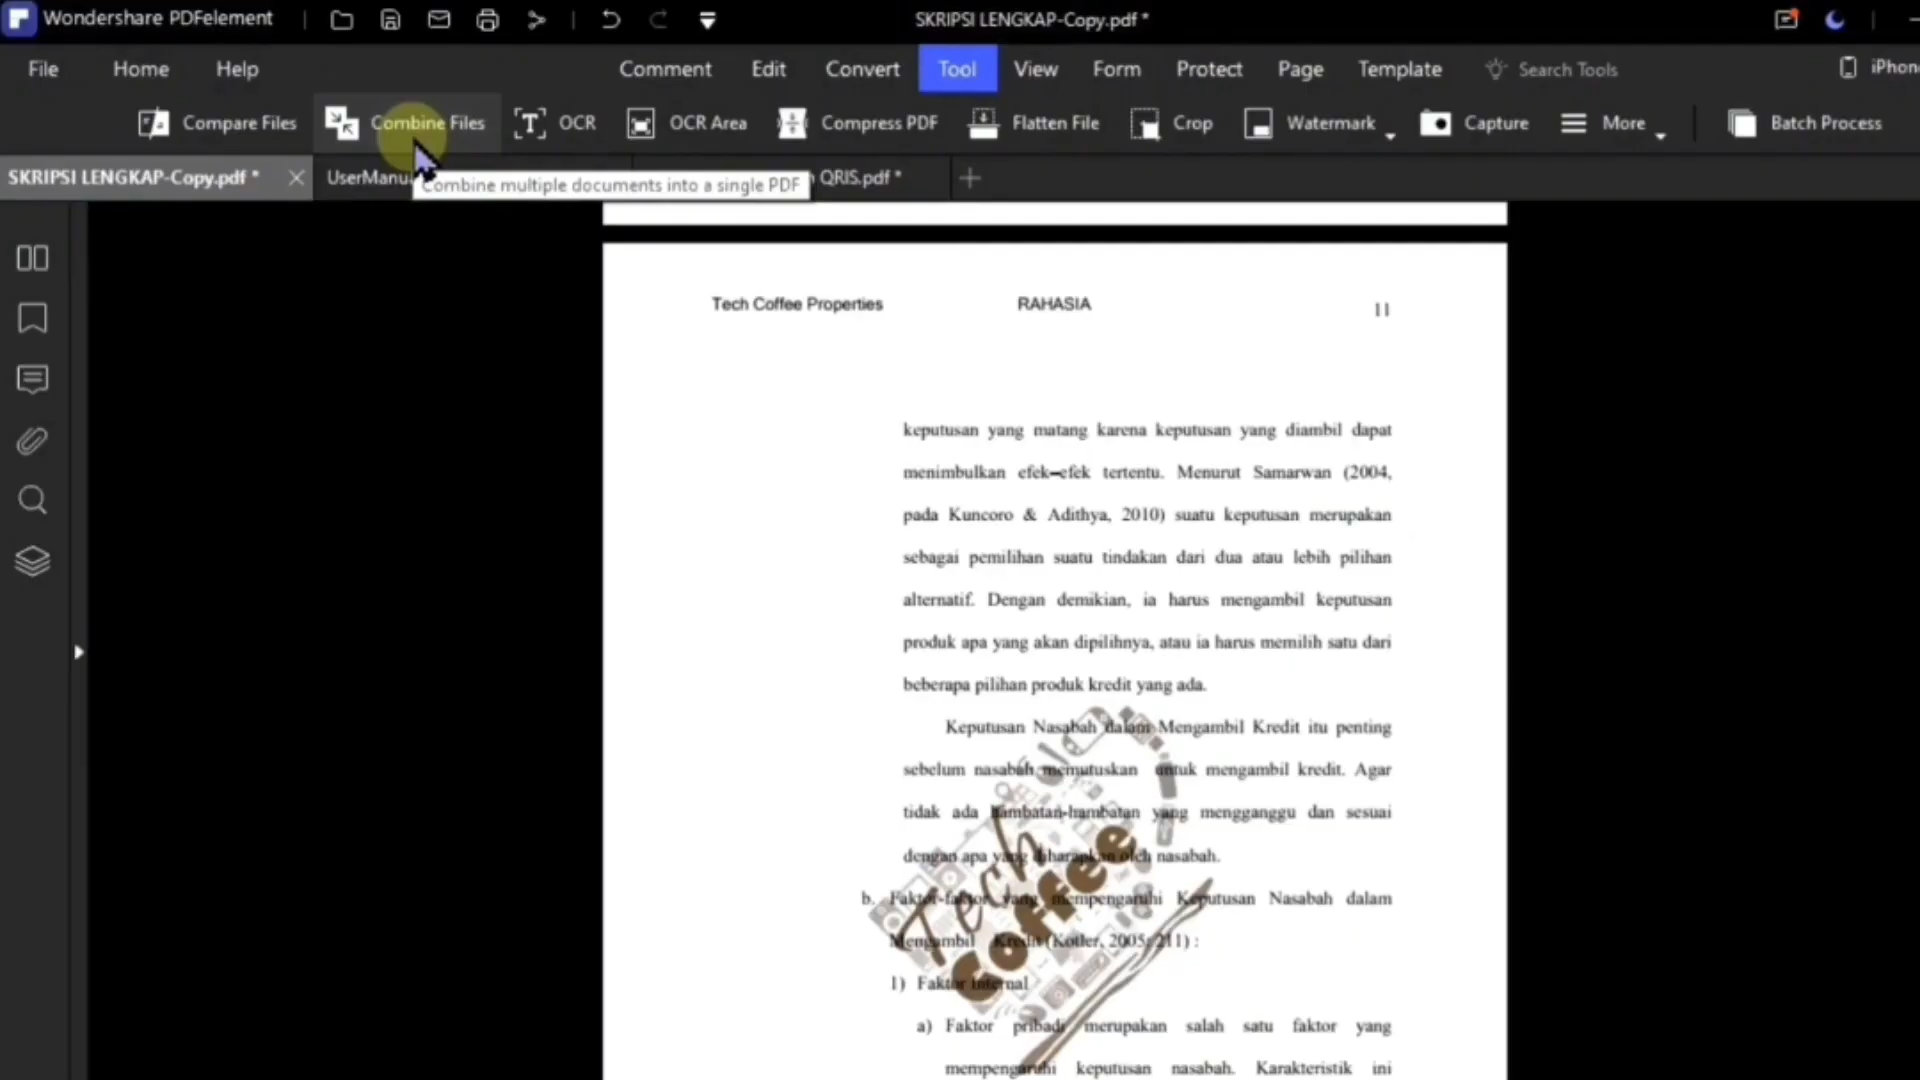 Wondershare PDFelement
SKRIPSI LENGKAP-Copy.pdf *
File Home Help Comment Edit Convert Tool View Form Protect Page Template Search Tools
Compare Files Combine Files OCR OCR Area Compress PDF Flatten File Crop Watermark Capture More Batch Process
SKRIPSI LENGKAP-Copy.pdf * QRIS.pdf *
Combine multiple documents into a single PDF
Tech Coffee Properties RAHASIA 11
keputusan yang matang karena keputusan yang diambil dapat
menimbulkan efek–efek tertentu. Menurut Samarwan (2004,
pada Kuncoro & Adithya, 2010) suatu keputusan merupakan
sebagai pemilihan suatu tindakan dari dua atau lebih pilihan
alternatif. Dengan demikian, ia harus mengambil keputusan
produk apa yang akan dipilihnya, atau ia harus memilih satu dari
beberapa pilihan produk kredit yang ada.
Keputusan Nasabah dalam Mengambil Kredit itu penting
sebelum nasabah memutuskan untuk mengambil kredit. Agar
tidak ada hambatan-hambatan yang mengganggu dan sesuai
dengan apa yang diharapkan oleh nasabah.
b. Faktor-faktor yang mempengaruhi Keputusan Nasabah dalam
Mengambil Kredit (Kotler, 2005; 211) :
1) Faktor Internal
a) Faktor pribadi merupakan salah satu faktor yang
mempengaruhi keputusan nasabah. Karakteristik ini
Tech
Coffee